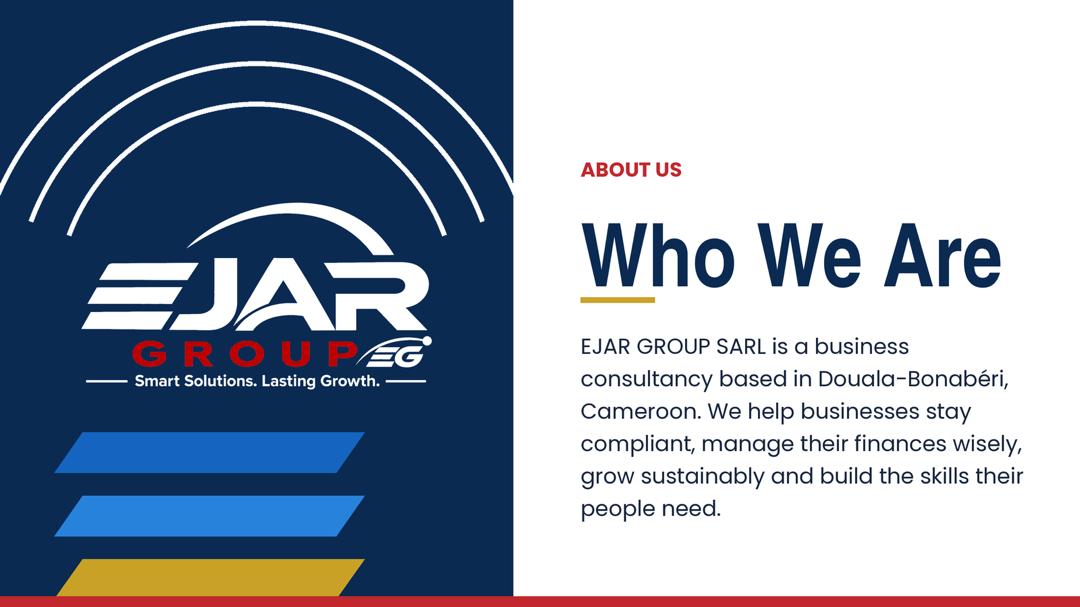 EJAR
GROUP EG
Smart Solutions. Lasting Growth.
ABOUT US
Who We Are
EJAR GROUP SARL is a business
consultancy based in Douala-Bonabéri,
Cameroon. We help businesses stay
compliant, manage their finances wisely,
grow sustainably and build the skills their
people need.